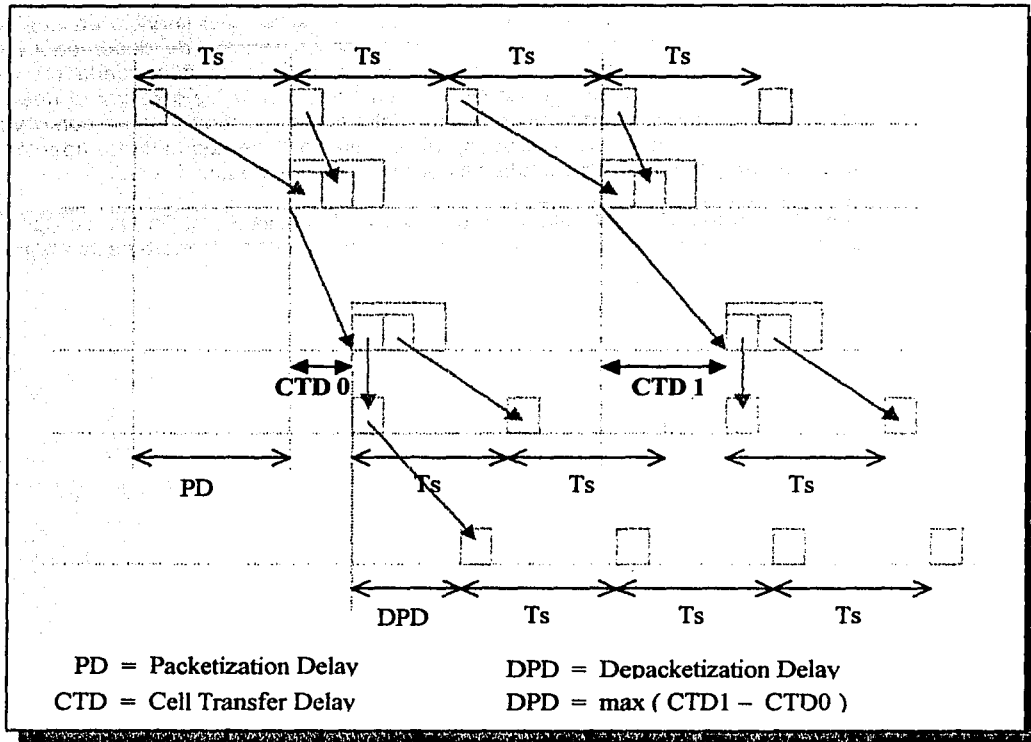 Ts Ts Ts Ts
CTD 0 CTD 1
PD Ts Ts Ts
DPD Ts Ts Ts
PD = Packetization Delay DPD = Depacketization Delay
CTD = Cell Transfer Delay DPD = max ( CTD1 – CTD0 )